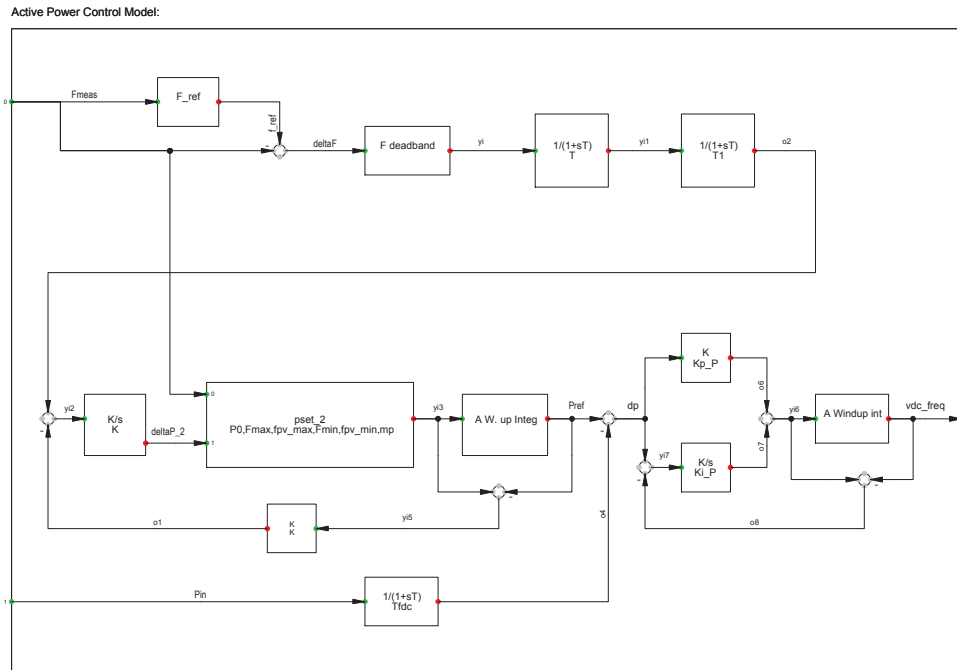 Active Power Control Model:
0
Fmeas
F_ref
f_ref
-
deltaF
F deadband
yi
1/(1+sT)
T
yi1
1/(1+sT)
T1
o2
-
yi2
K/s
K
deltaP_2
0
1
pset_2
P0,Fmax,fpv_max,Fmin,fpv_min,mp
yi3
A W. up Integ
Pref
-
dp
K
Kp_P
o6
-
yi7
K/s
Ki_P
o7
yi6
A Windup int
vdc_freq
-
o8
-
yi5
K
K
o1
o4
1
Pin
1/(1+sT)
Tfdc